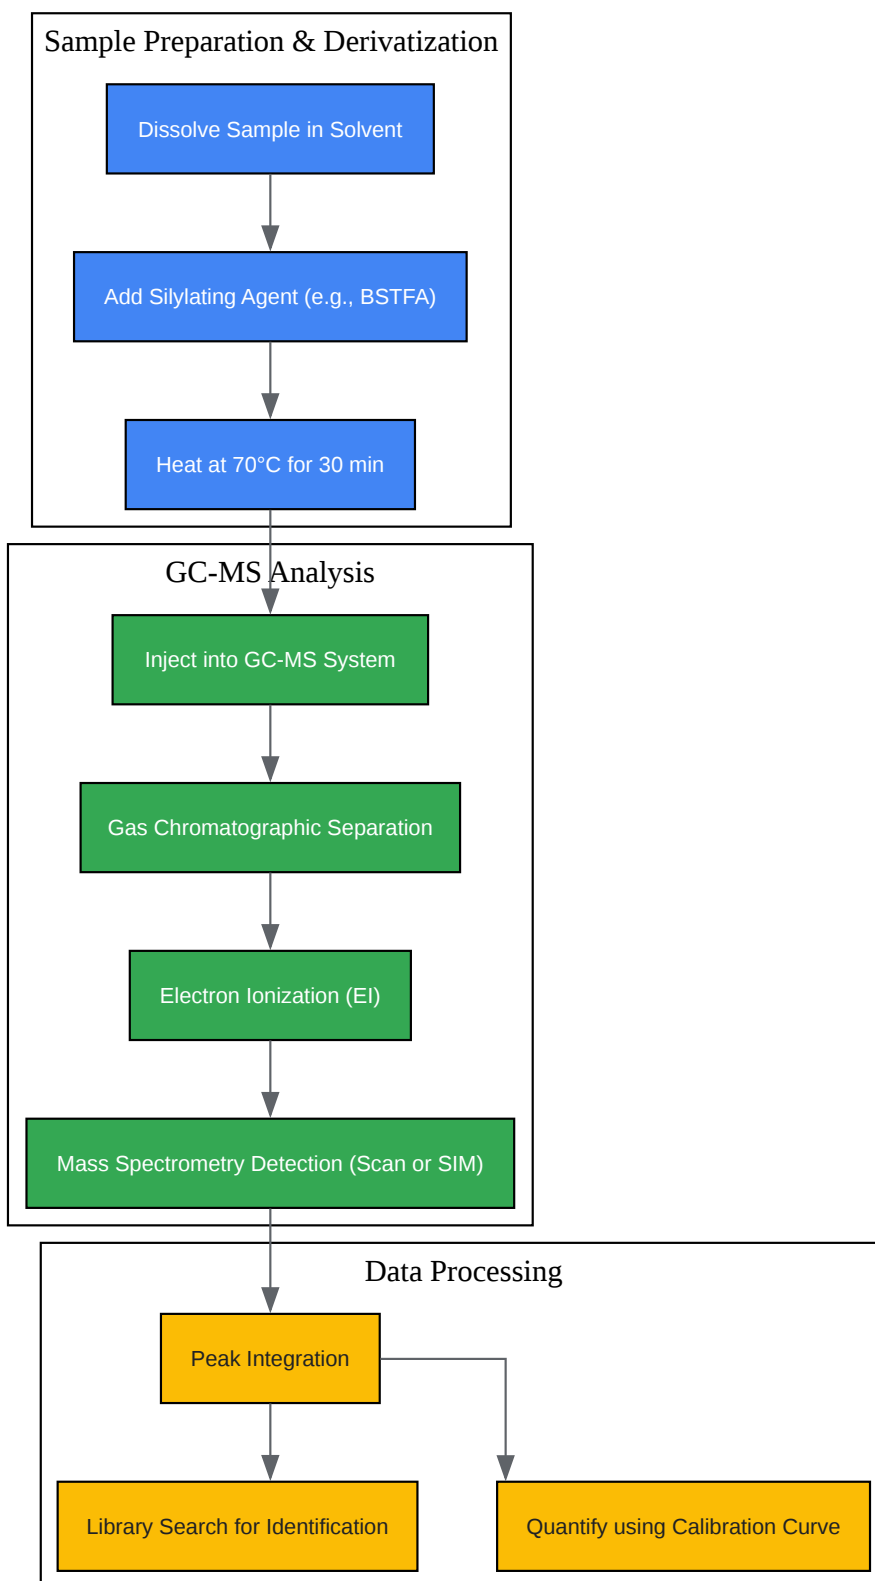 Sample Preparation & Derivatization
Dissolve Sample in Solvent
Add Silylating Agent (e.g., BSTFA)
Heat at 70°C for 30 min
GC-MS Analysis
Inject into GC-MS System
Gas Chromatographic Separation
Electron Ionization (EI)
Mass Spectrometry Detection (Scan or SIM)
Data Processing
Peak Integration
Library Search for Identification
Quantify using Calibration Curve